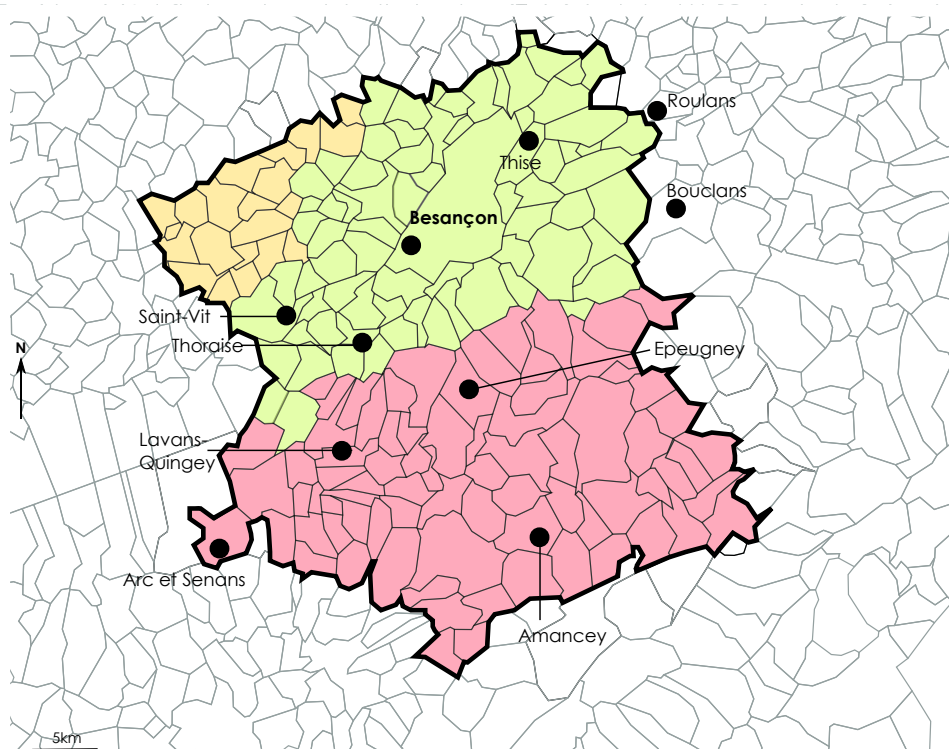 Roulans
Thise
Bouclans
Besançon
Saint-Vit
Thoraise
N
Epeugney
Lavans-
Quingey
Arc et Senans
Amancey
5km